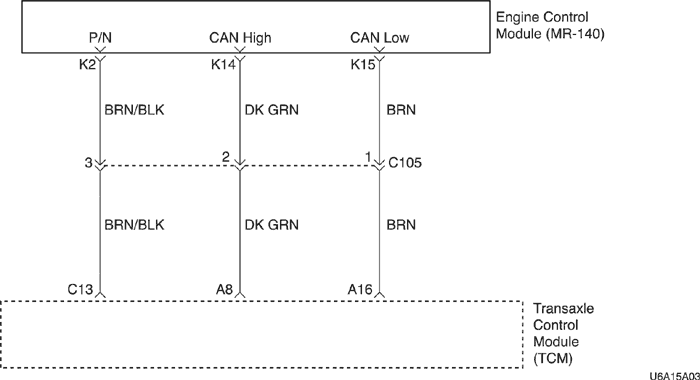 Engine Control
Module (MR-140)
P/N CAN High CAN Low
K2 K14 K15
BRN/BLK DK GRN BRN
3 2 1 C105
BRN/BLK DK GRN BRN
C13 A8 A16
Transaxle
Control
Module
(TCM)
U6A15A03